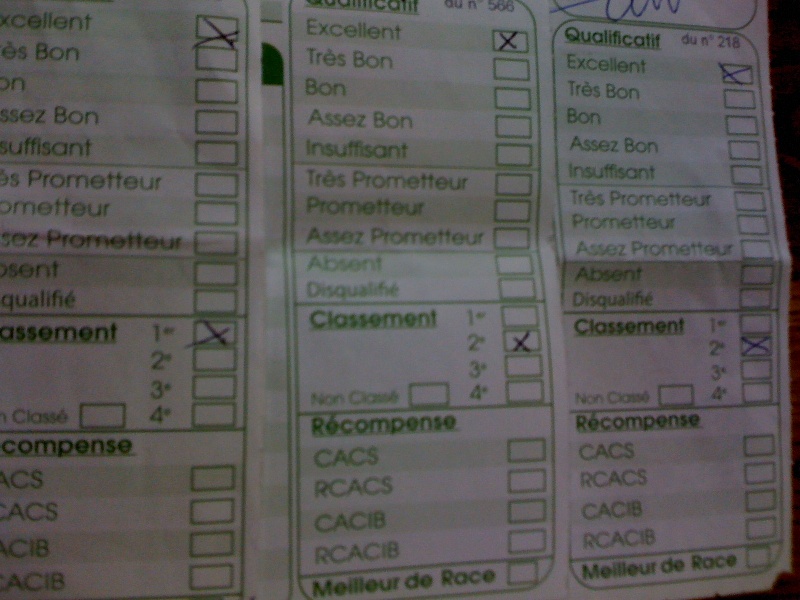 xcellent
ès Bon
on
ssez Bon
suffisant
ès Prometteur
ometteur
sez Prometteur
bsent
squalifié
assement 1er
2e
3e
n Classé 4e
compense
ACS
CACS
ACIB
CACIB
Qualificatif du n° 566
Excellent
Très Bon
Bon
Assez Bon
Insuffisant
Très Prometteur
Prometteur
Assez Prometteur
Absent
Disqualifié
Classement 1er
2e
3e
Non Classé 4e
Récompense
CACS
RCACS
CACIB
RCACIB
Meilleur de Race
Qualificatif du n° 218
Excellent
Très Bon
Bon
Assez Bon
Insuffisant
Très Prometteur
Prometteur
Assez Prometteur
Absent
Disqualifié
Classement 1er
2e
3e
Non Classé 4e
Récompense
CACS
RCACS
CACIB
RCACIB
Meilleur de Race